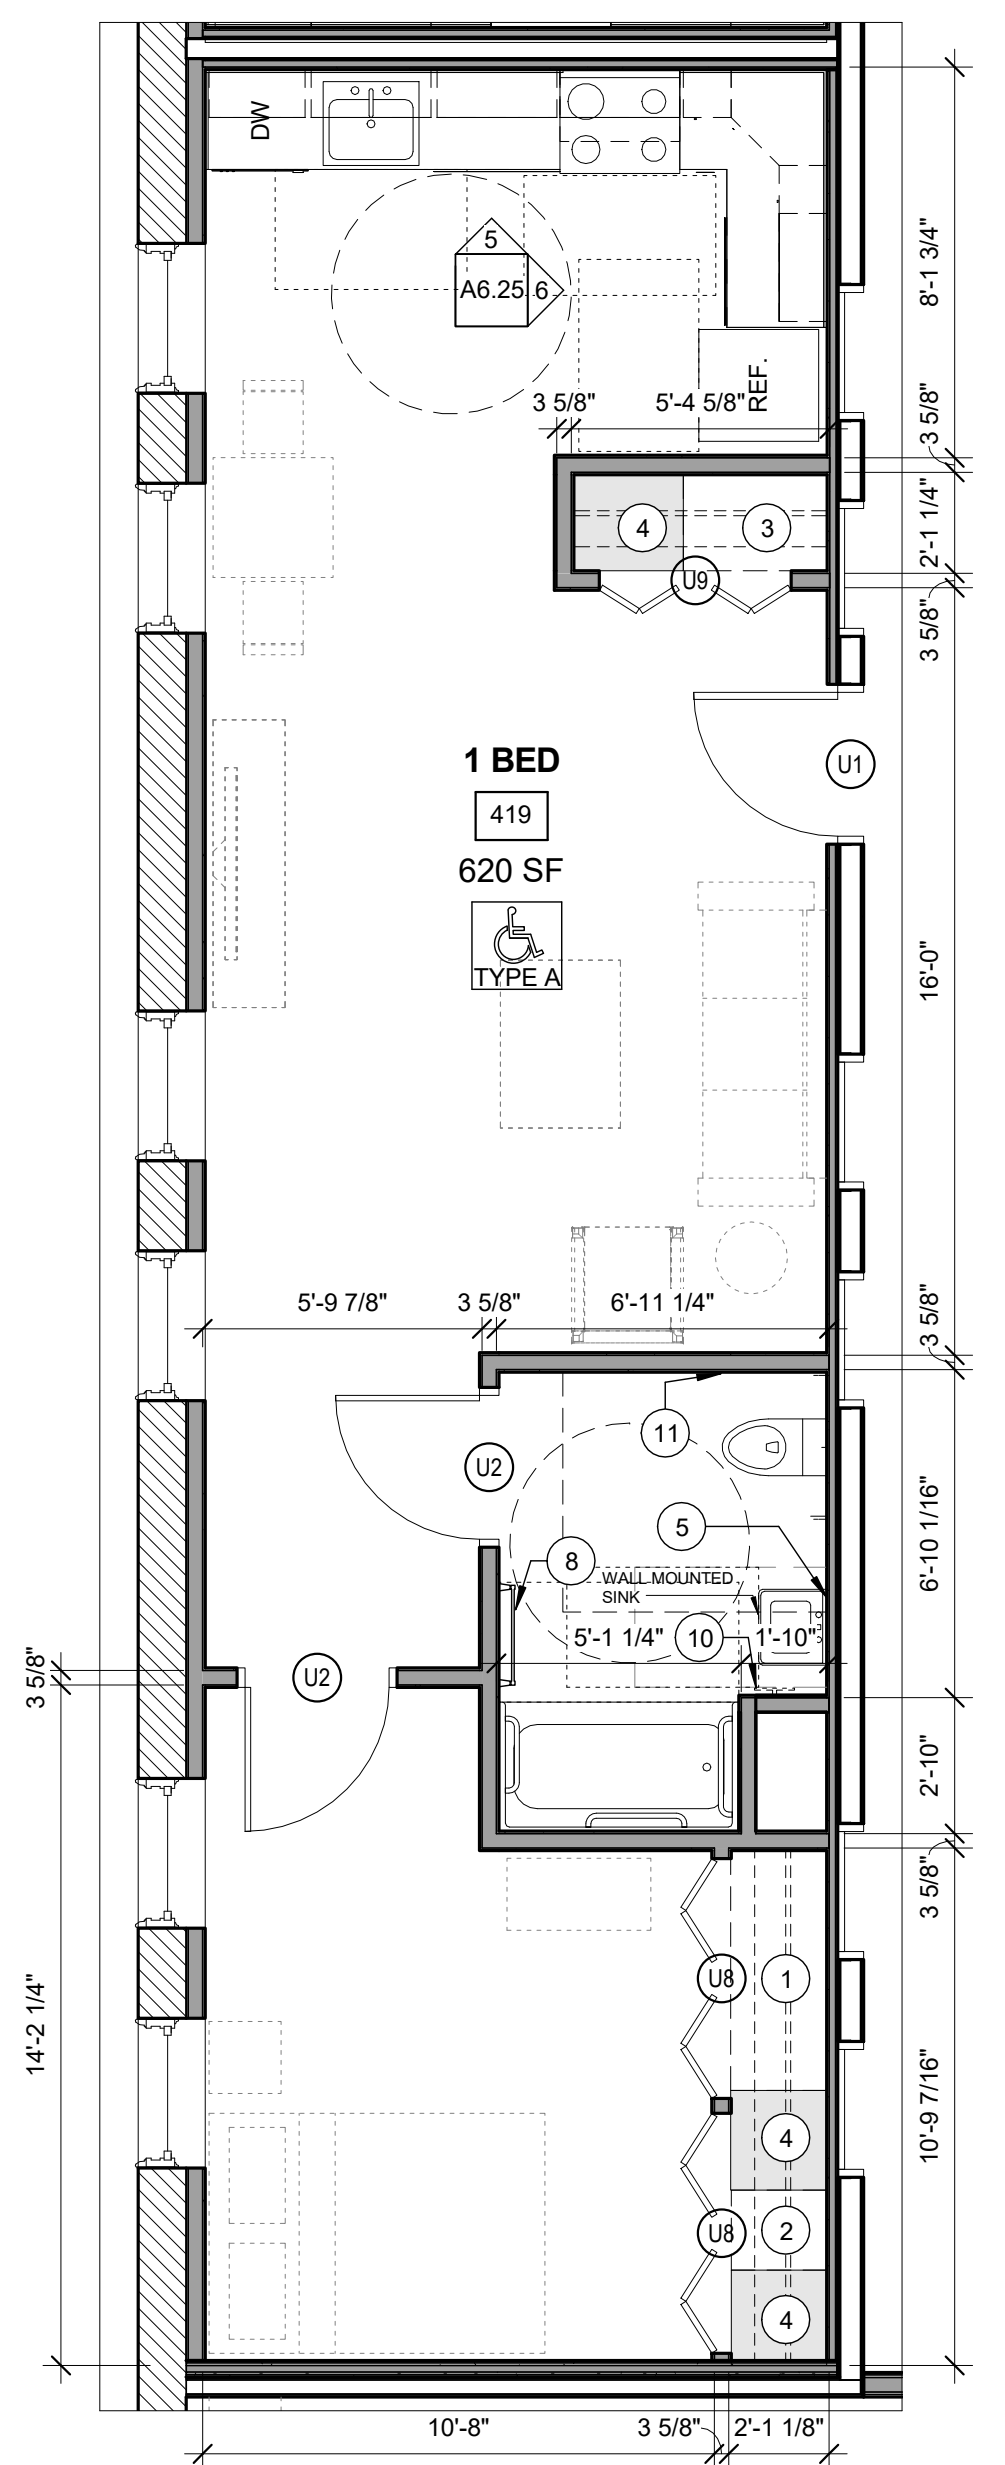 DW
5
A6.25 6
REF.
8'-1 3/4"
3 5/8"
5'-4 5/8"
3 5/8"
4
3
2'-1 1/4"
U9
3 5/8"
1 BED
U1
419
620 SF
TYPE A
16'-0"
5'-9 7/8"
3 5/8"
6'-11 1/4"
3 5/8"
11
U2
5
8
6'-10 1/16"
WALL MOUNTED
SINK
5'-1 1/4"
10
1'-10"
3 5/8"
U2
2'-10"
3 5/8"
U8
1
14'-2 1/4"
4
10'-9 7/16"
U8
2
4
10'-8"
3 5/8"
2'-1 1/8"